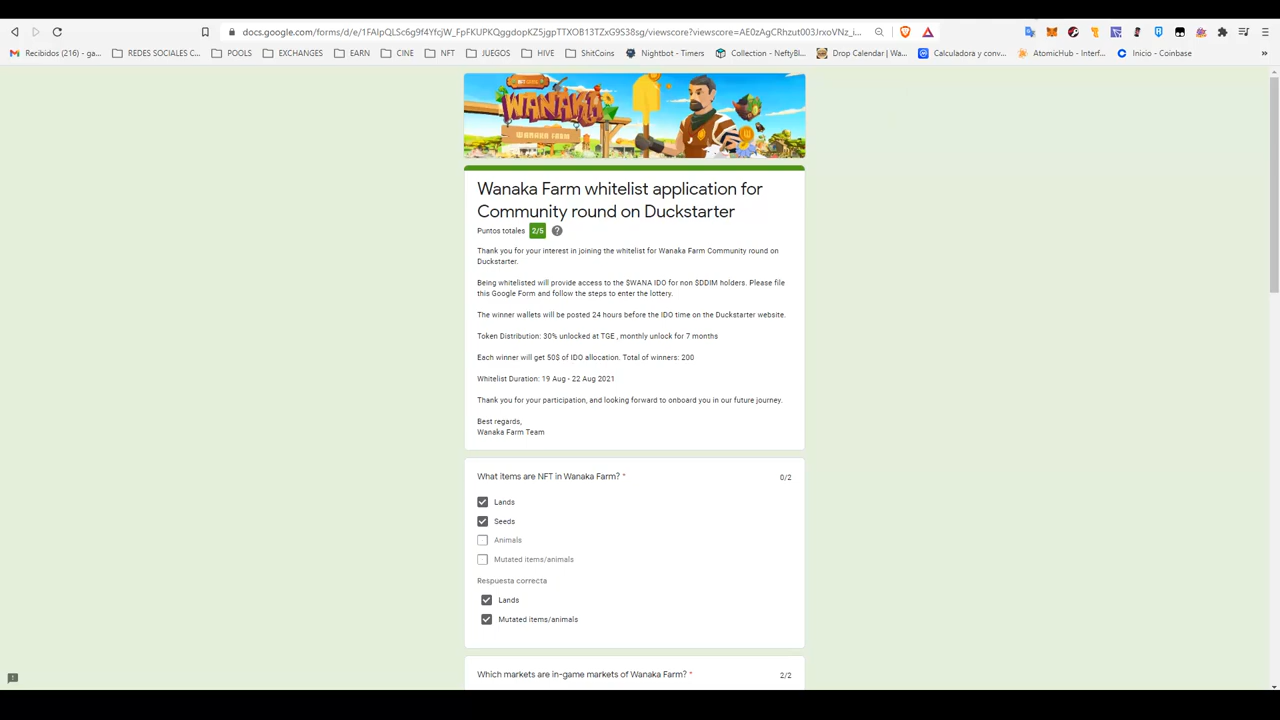 docs.google.com/forms/d/e/1FAIpQLSc6g9f4YfcjW_FpFKUPKQggdopKZ5jgpTTXOB13TZxG9S38sg/viewscore?viewscore=AE0zAgCRhzut003JrxoVNz_i...
Recibidos (216) - ga... REDES SOCIALES C... POOLS EXCHANGES EARN CINE NFT JUEGOS HIVE ShitCoins Nightbot - Timers Collection - NeftyBl... Drop Calendar | Wa... Calculadora y conv... AtomicHub - Interf... Inicio - Coinbase »
WANAKA
WANAKA FARM
Wanaka Farm whitelist application for
Community round on Duckstarter
Puntos totales 2/5 ?
Thank you for your interest in joining the whitelist for Wanaka Farm Community round on
Duckstarter.
Being whitelisted will provide access to the $WANA IDO for non $DDIM holders. Please file
this Google Form and follow the steps to enter the lottery.
The winner wallets will be posted 24 hours before the IDO time on the Duckstarter website.
Token Distribution: 30% unlocked at TGE , monthly unlock for 7 months
Each winner will get 50$ of IDO allocation. Total of winners: 200
Whitelist Duration: 19 Aug - 22 Aug 2021
Thank you for your participation, and looking forward to onboard you in our future journey.
Best regards,
Wanaka Farm Team
What items are NFT in Wanaka Farm? * 0/2
Lands
Seeds
Animals
Mutated items/animals
Respuesta correcta
Lands
Mutated items/animals
Which markets are in-game markets of Wanaka Farm? * 2/2